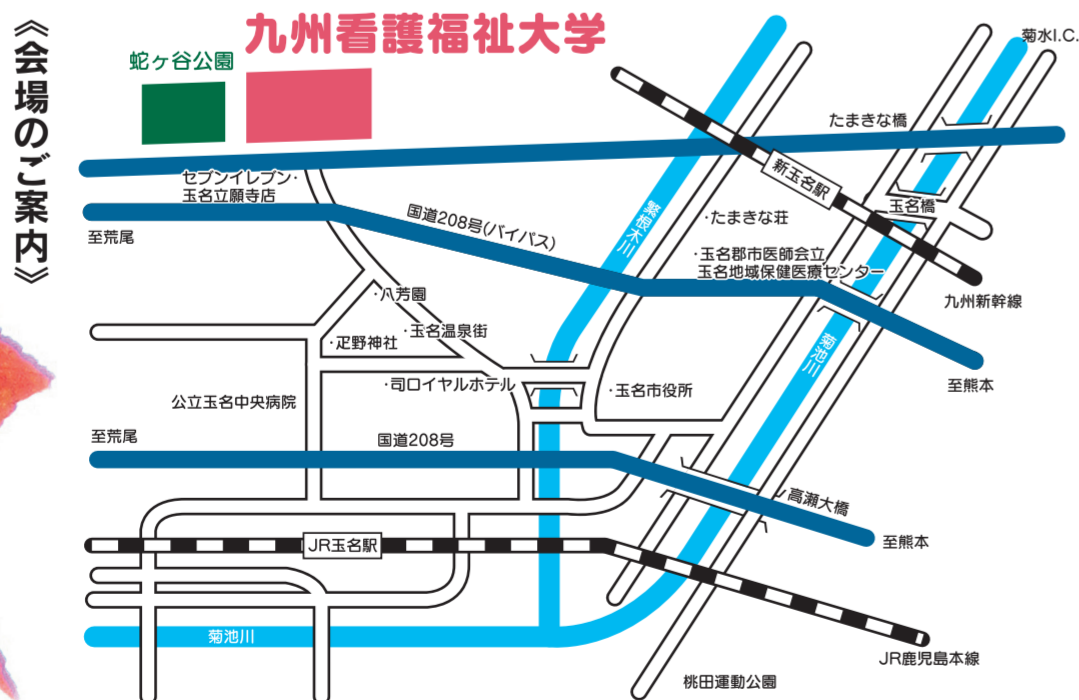 《会場のご案内》
九州看護福祉大学
蛇ヶ谷公園
菊水I.C.
たまきな橋
新玉名駅
セブンイレブン・
玉名立願寺店
玉名橋
国道208号(バイパス)
繁根木川
・たまきな荘
至荒尾
・玉名郡市医師会立
玉名地域保健医療センター
九州新幹線
・八芳園
・玉名温泉街
・疋野神社
菊池川
至熊本
・司ロイヤルホテル
・玉名市役所
公立玉名中央病院
至荒尾
国道208号
高瀬大橋
至熊本
JR玉名駅
菊池川
JR鹿児島本線
桃田運動公園